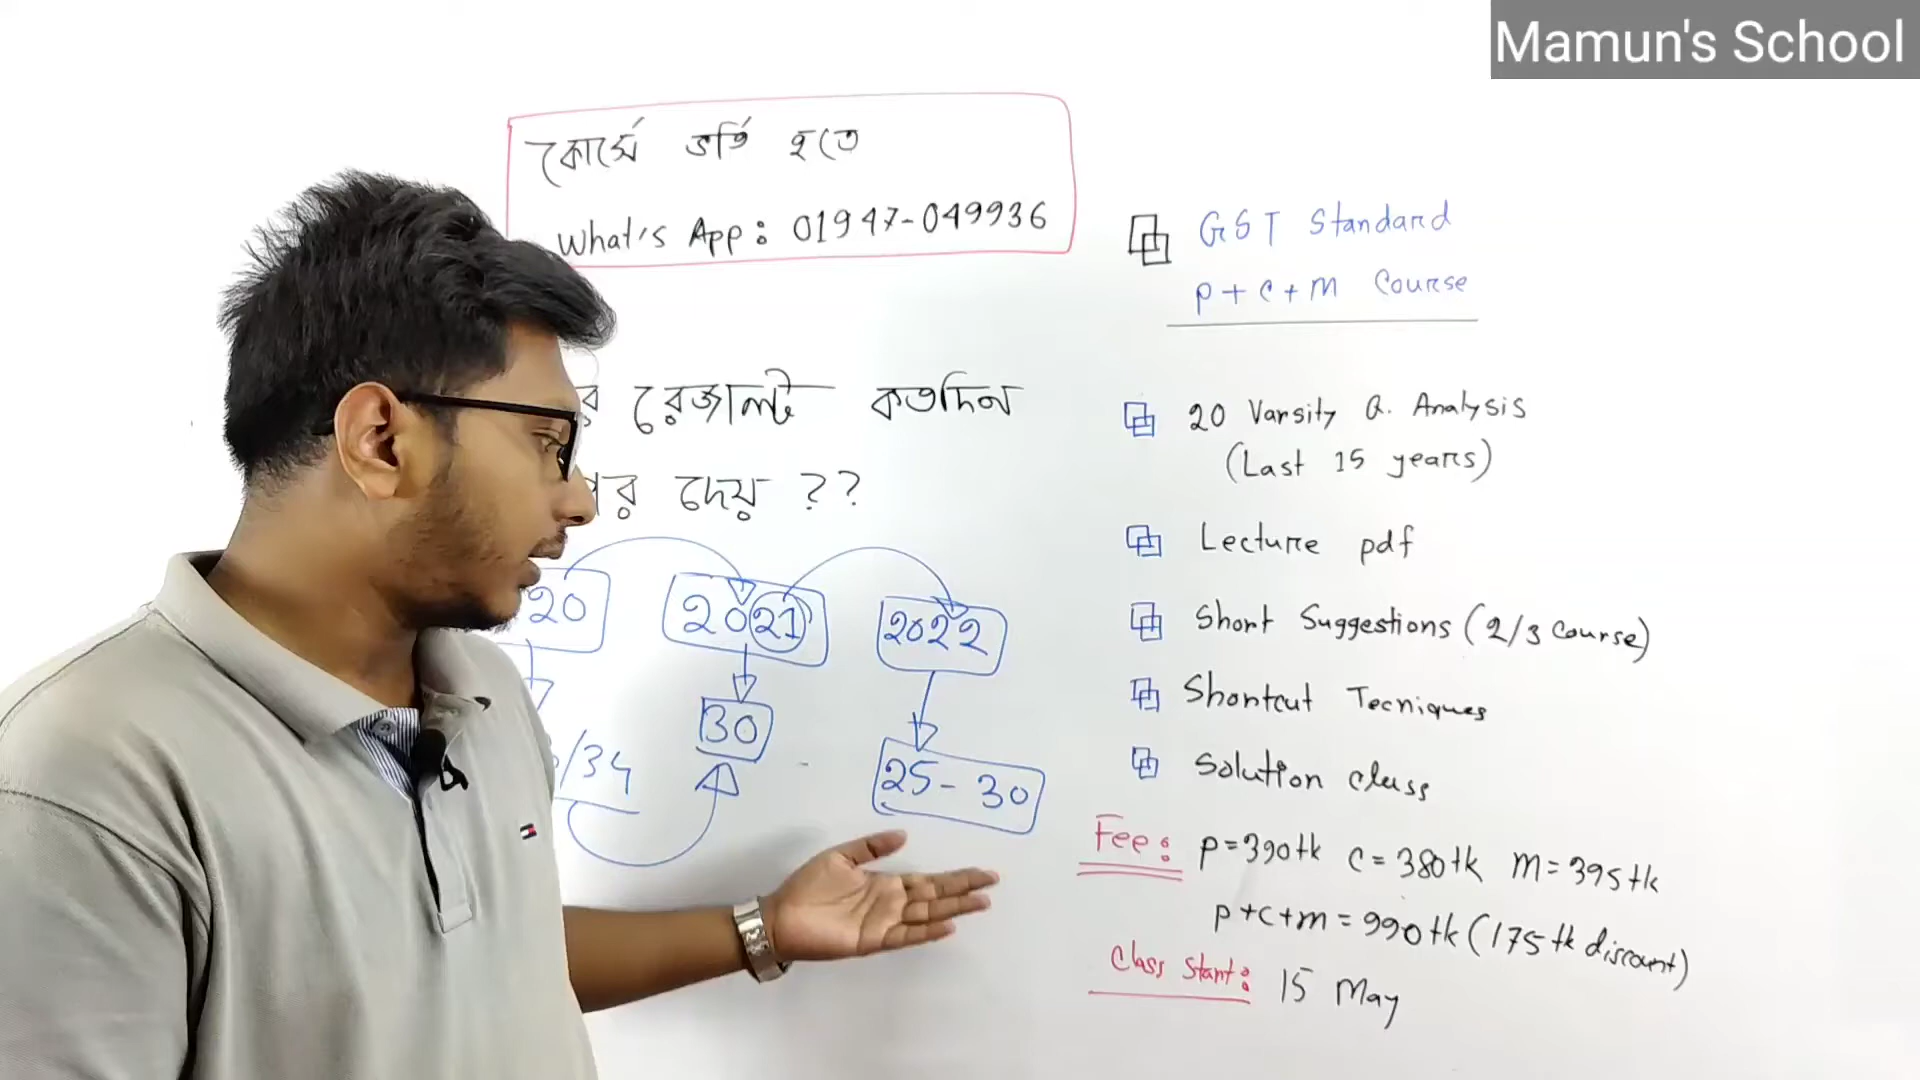 Mamun's School
কোর্সে ভর্তি হতে
What's App: 01947-049936
রেজাল্ট কতদিন
পর দেয় ??
20 2021 2022
/34 30 25-30
GST Standard
P+C+M Course
20 Varsity Q. Analysis
(Last 15 years)
Lecture pdf
Short Suggestions (2/3 course)
Shortcut Tecniques
Solution class
Fee: P=390tk C=380tk M=395tk
P+C+M=990tk (175tk discount)
Class Start: 15 May